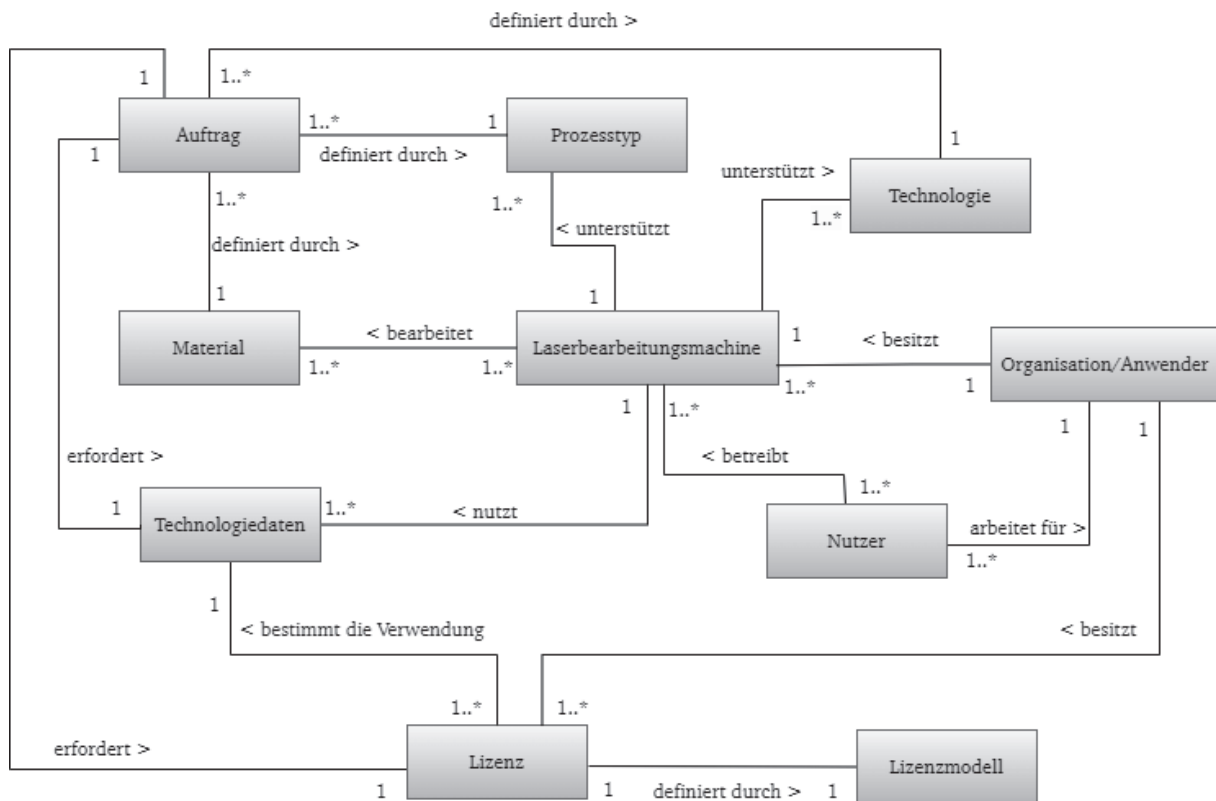 definiert durch >
1
1..*
Auftrag
1..*
1
Prozesstyp
1
definiert durch >
1
unterstützt >
Technologie
1..*
1..*
1..*
definiert durch >
< unterstützt
1
1
Material
< bearbeitet
Laserbearbeitungsmachine
1
< besitzt
Organisation/Anwender
1..*
1..*
1..*
1
1
1..*
1
1
erfordert >
< betreibt
1
Technologiedaten
1..*
< nutzt
1..*
Nutzer
arbeitet für >
1..*
1
< bestimmt die Verwendung
< besitzt
1..*
1..*
erfordert >
Lizenz
Lizenzmodell
1
1
definiert durch >
1